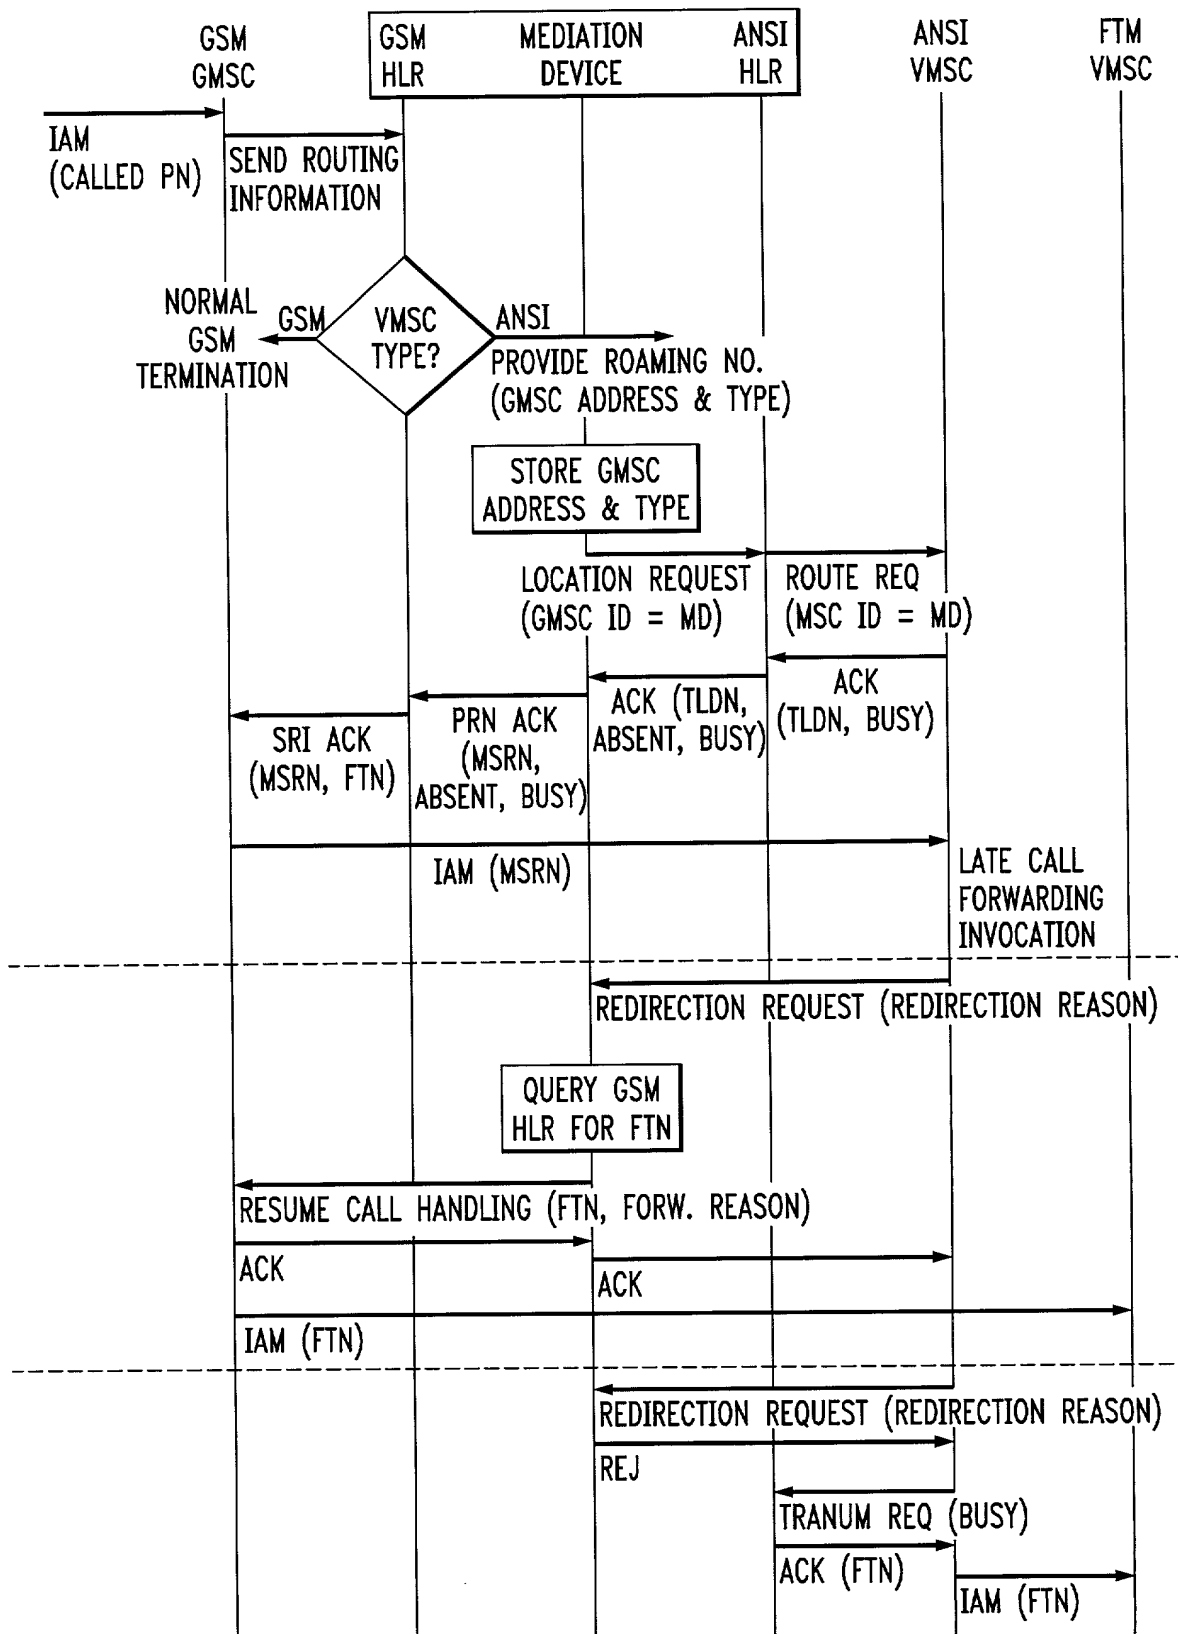 GSM
GMSC
GSM
HLR
MEDIATION
DEVICE
ANSI
HLR
ANSI
VMSC
FTM
VMSC
IAM
(CALLED PN)
SEND ROUTING
INFORMATION
NORMAL
GSM
TERMINATION
GSM
VMSC
TYPE?
ANSI
PROVIDE ROAMING NO.
(GMSC ADDRESS & TYPE)
STORE GMSC
ADDRESS & TYPE
LOCATION REQUEST
(GMSC ID = MD)
ROUTE REQ
(MSC ID = MD)
ACK
(TLDN, BUSY)
ACK (TLDN,
ABSENT, BUSY)
PRN ACK
(MSRN,
ABSENT, BUSY)
SRI ACK
(MSRN, FTN)
IAM (MSRN)
LATE CALL
FORWARDING
INVOCATION
REDIRECTION REQUEST (REDIRECTION REASON)
QUERY GSM
HLR FOR FTN
RESUME CALL HANDLING (FTN, FORW. REASON)
ACK
ACK
IAM (FTN)
REDIRECTION REQUEST (REDIRECTION REASON)
REJ
TRANUM REQ (BUSY)
ACK (FTN)
IAM (FTN)